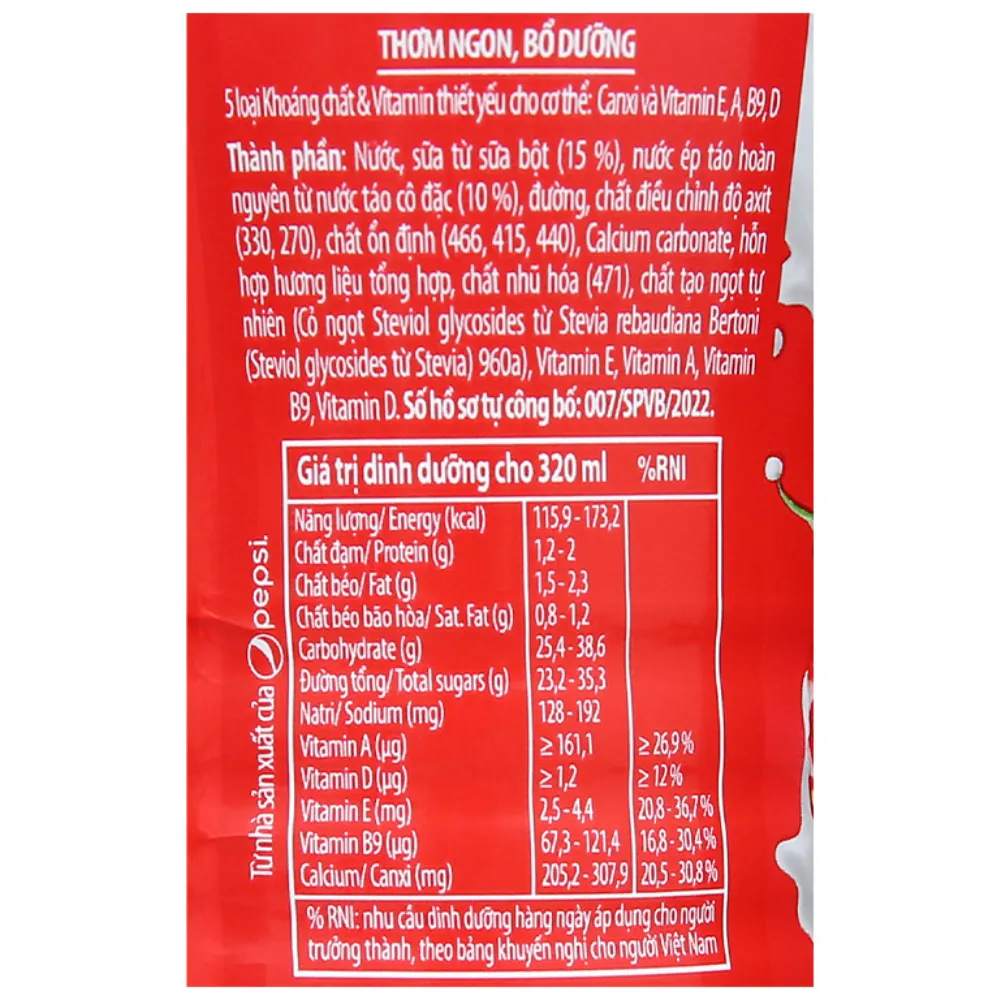 THƠM NGON, BỔ DƯỠNG
5 loại Khoáng chất & Vitamin thiết yếu cho cơ thể: Canxi và Vitamin E, A, B9, D
Thành phần: Nước, sữa từ sữa bột (15 %), nước ép táo hoàn
nguyên từ nước táo cô đặc (10 %), đường, chất điều chỉnh độ axit
(330, 270), chất ổn định (466, 415, 440), Calcium carbonate, hỗn
hợp hương liệu tổng hợp, chất nhũ hóa (471), chất tạo ngọt tự
nhiên (Cỏ ngọt Steviol glycosides từ Stevia rebaudiana Bertoni
(Steviol glycosides từ Stevia) 960a), Vitamin E, Vitamin A, Vitamin
B9, Vitamin D. Số hồ sơ tự công bố: 007/SPVB/2022.
Giá trị dinh dưỡng cho 320 ml %RNI
Năng lượng/ Energy (kcal) 115,9 - 173,2
Chất đạm/ Protein (g) 1,2 - 2
Chất béo/ Fat (g) 1,5 - 2,3
Chất béo bão hòa/ Sat. Fat (g) 0,8 - 1,2
Carbohydrate (g) 25,4 - 38,6
Đường tổng/ Total sugars (g) 23,2 - 35,3
Natri/ Sodium (mg) 128 - 192
Vitamin A (µg) ≥ 161,1 ≥ 26,9 %
Vitamin D (µg) ≥ 1,2 ≥ 12 %
Vitamin E (mg) 2,5 - 4,4 20,8 - 36,7 %
Vitamin B9 (µg) 67,3 - 121,4 16,8 - 30,4 %
Calcium/ Canxi (mg) 205,2 - 307,9 20,5 - 30,8 %
% RNI: nhu cầu dinh dưỡng hàng ngày áp dụng cho người
trưởng thành, theo bảng khuyến nghị cho người Việt Nam
Từ nhà sản xuất của pepsi.